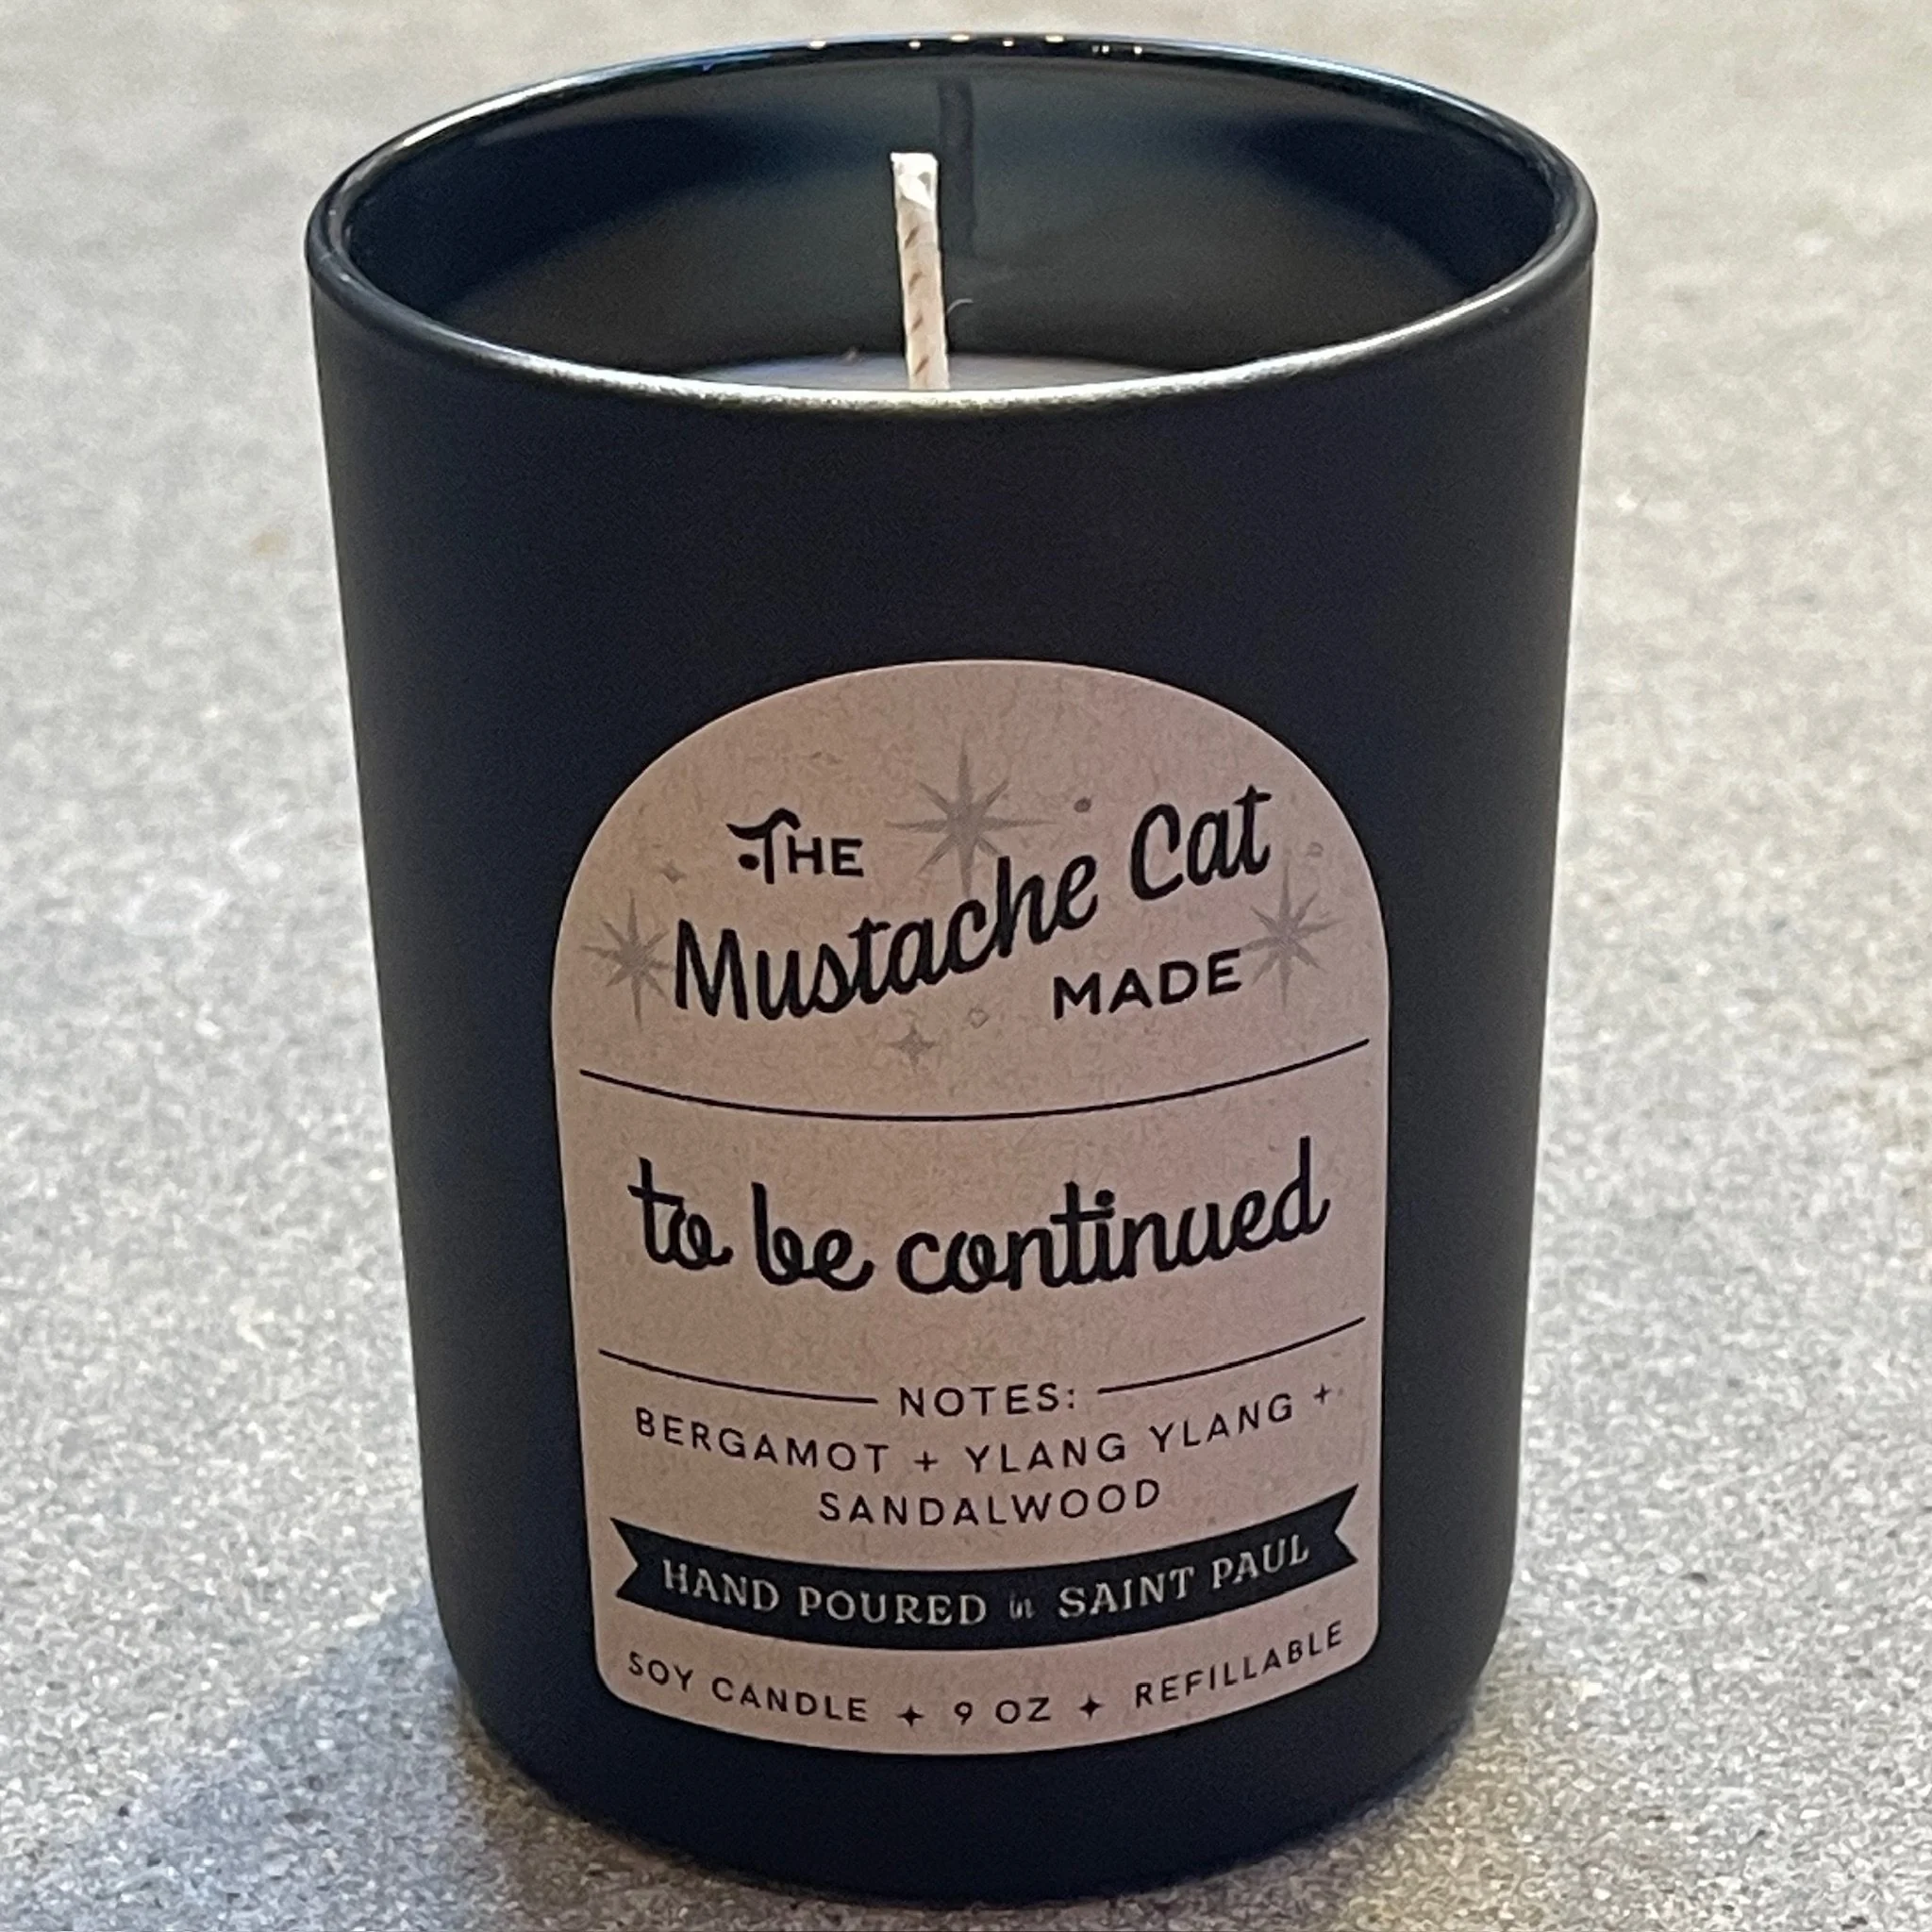 THE
Mustache Cat
MADE
to be continued
NOTES:
BERGAMOT + YLANG YLANG +
SANDALWOOD
HAND POURED in SAINT PAUL
SOY CANDLE ✦ 9 OZ ✦ REFILLABLE